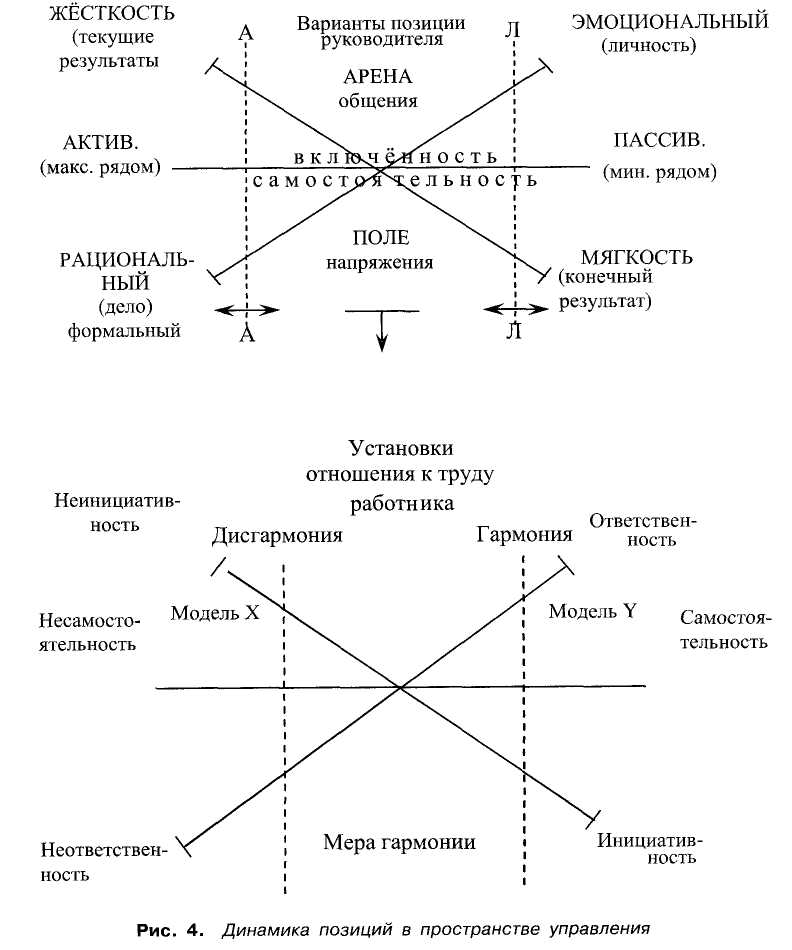 ЖЁСТКОСТЬ
(текущие
результаты
А
Варианты позиции
руководителя
Л
ЭМОЦИОНАЛЬНЫЙ
(личность)
АРЕНА
общения
АКТИВ.
(макс. рядом)
включённость
самостоятельность
ПАССИВ.
(мин. рядом)
РАЦИОНАЛЬ-
НЫЙ
(дело)
формальный
ПОЛЕ
напряжения
МЯГКОСТЬ
(конечный
результат)
А
Л
Установки
отношения к труду
работника
Неинициатив-
ность
Дисгармония
Гармония
Ответствен-
ность
Несамосто-
ятельность
Модель X
Модель Y
Самостоя-
тельность
Неответствен-
ность
Мера гармонии
Инициатив-
ность
Рис. 4. Динамика позиций в пространстве управления